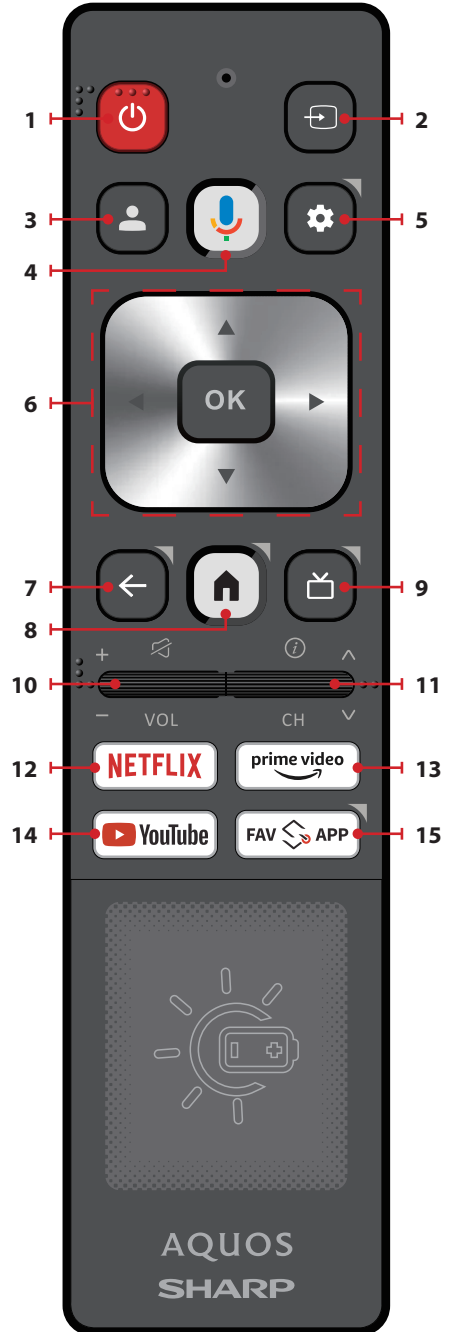 1
2
3
5
4
6
OK
7
9
8
+
i
10
11
−
VOL
CH
12
NETFLIX
prime video
13
14
YouTube
FAV APP
15
AQUOS
SHARP